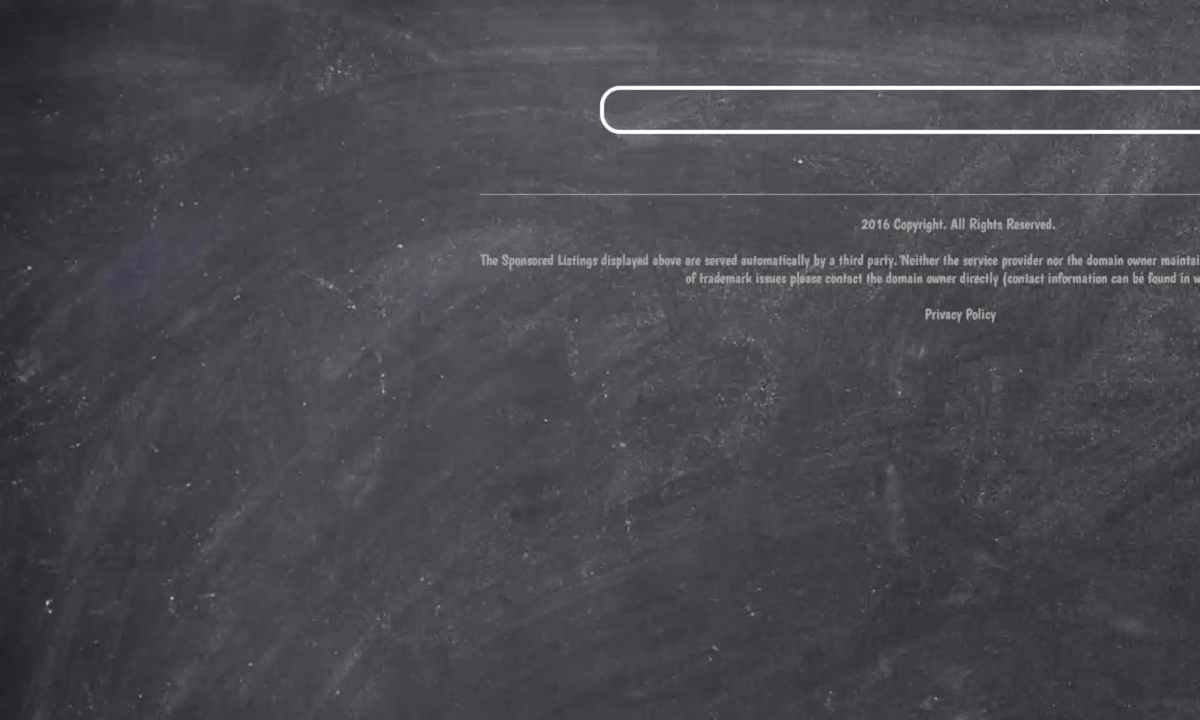 2016 Copyright. All Rights Reserved.
The Sponsored Listings displayed above are served automatically by a third party. Neither the service provider nor the domain owner maintai
of trademark issues please contact the domain owner directly (contact information can be found in w
Privacy Policy